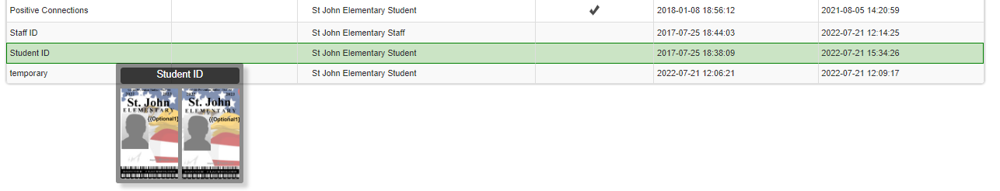 Positive Connections St John Elementary Student ✔ 2018-01-08 18:56:12 2021-08-05 14:20:59
Staff ID St John Elementary Staff 2017-07-25 18:44:03 2022-07-21 12:14:25
Student ID St John Elementary Student 2017-07-25 18:38:09 2022-07-21 15:34:26
temporary St John Elementary Student 2022-07-21 12:06:21 2022-07-21 12:09:17
Student ID
2022 2023 2022 2023
St. John St. John
ELEMENTARY ELEMENTARY
{{Optional1} {{Optional1}